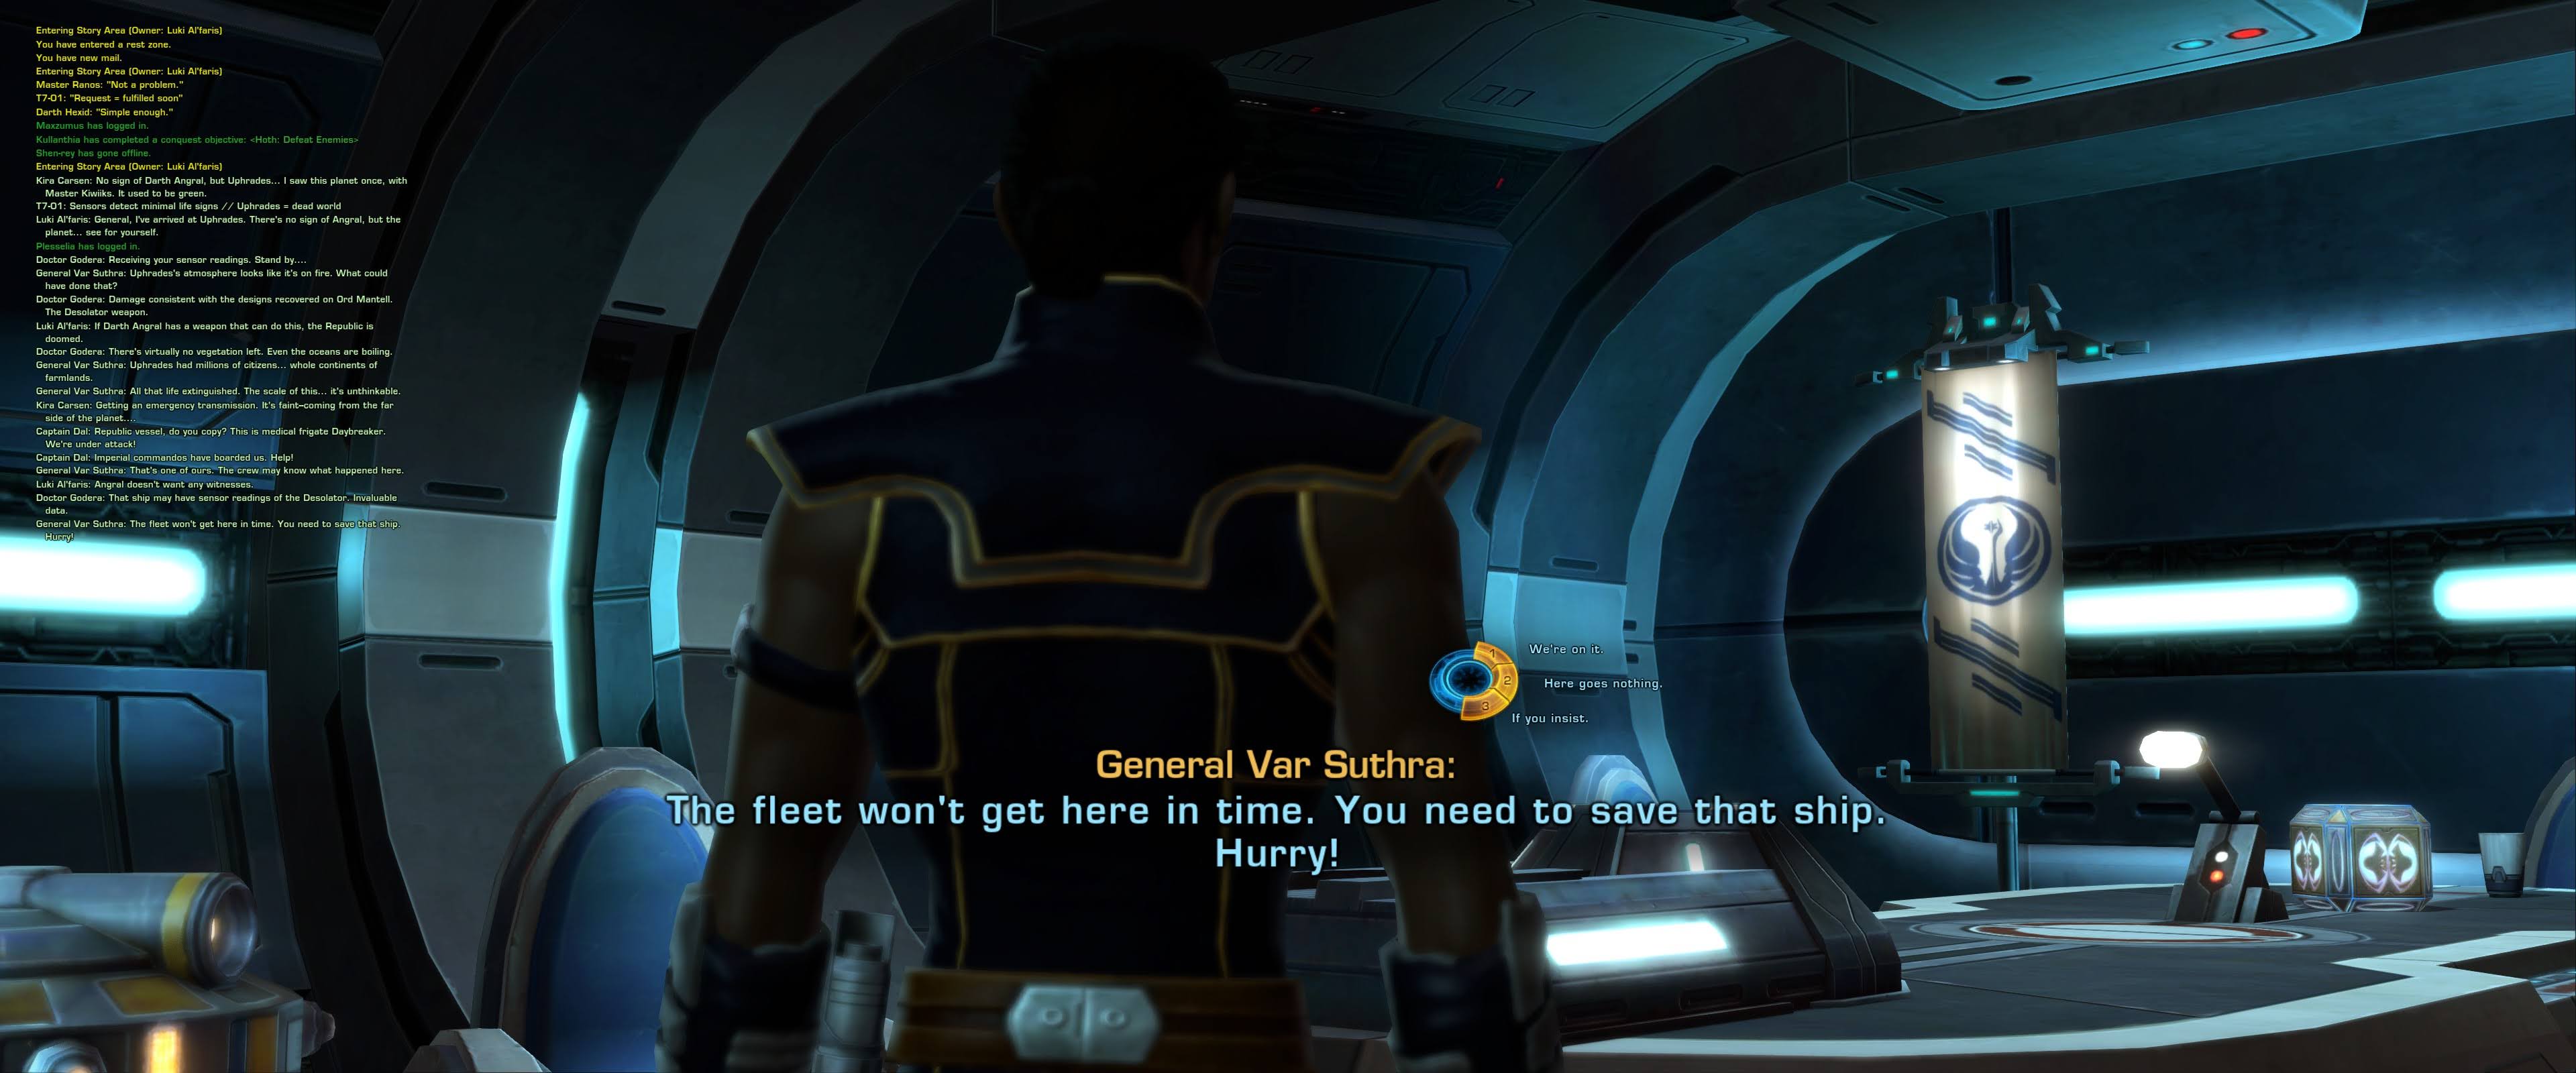 Entering Story Area (Owner: Luki Al'faris)
You have entered a rest zone.
You have new mail.
Entering Story Area (Owner: Luki Al'faris)
Master Ranos: "Not a problem."
T7-01: "Request = fulfilled soon"
Darth Hexid: "Simple enough."
Maxzumus has logged in.
Kullanthia has completed a conquest objective: <Hoth: Defeat Enemies>
Shen-rey has gone offline.
Entering Story Area (Owner: Luki Al'faris)
Kira Carsen: No sign of Darth Angral, but Uphrades... I saw this planet once, with
Master Kiwiiks. It used to be green.
T7-01: Sensors detect minimal life signs // Uphrades = dead world
Luki Al'faris: General, I've arrived at Uphrades. There's no sign of Angral, but the
planet... see for yourself.
Plesselia has logged in.
Doctor Godera: Receiving your sensor readings. Stand by....
General Var Suthra: Uphrades's atmosphere looks like it's on fire. What could
have done that?
Doctor Godera: Damage consistent with the designs recovered on Ord Mantell.
The Desolator weapon.
Luki Al'faris: If Darth Angral has a weapon that can do this, the Republic is
doomed.
Doctor Godera: There's virtually no vegetation left. Even the oceans are boiling.
General Var Suthra: Uphrades had millions of citizens... whole continents of
farmlands.
General Var Suthra: All that life extinguished. The scale of this... it's unthinkable.
Kira Carsen: Getting an emergency transmission. It's faint–coming from the far
side of the planet....
Captain Dal: Republic vessel, do you copy? This is medical frigate Daybreaker.
We're under attack!
Captain Dal: Imperial commandos have boarded us. Help!
General Var Suthra: That's one of ours. The crew may know what happened here.
Luki Al'faris: Angral doesn't want any witnesses.
Doctor Godera: That ship may have sensor readings of the Desolator. Invaluable
data.
General Var Suthra: The fleet won't get here in time. You need to save that ship.
Hurry!
1 We're on it.
2 Here goes nothing.
3 If you insist.
General Var Suthra:
The fleet won't get here in time. You need to save that ship.
Hurry!